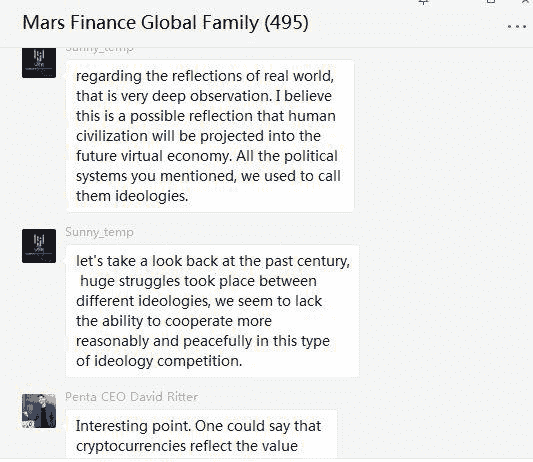 Mars Finance Global Family (495)
Sunny_temp
regarding the reflections of real world,
that is very deep observation. I believe
this is a possible reflection that human
civilization will be projected into the
future virtual economy. All the political
systems you mentioned, we used to call
them ideologies.
Sunny_temp
let's take a look back at the past century,
huge struggles took place between
different ideologies, we seem to lack
the ability to cooperate more
reasonably and peacefully in this type
of ideology competition.
Penta CEO David Ritter
Interesting point. One could say that
cryptocurrencies reflect the value